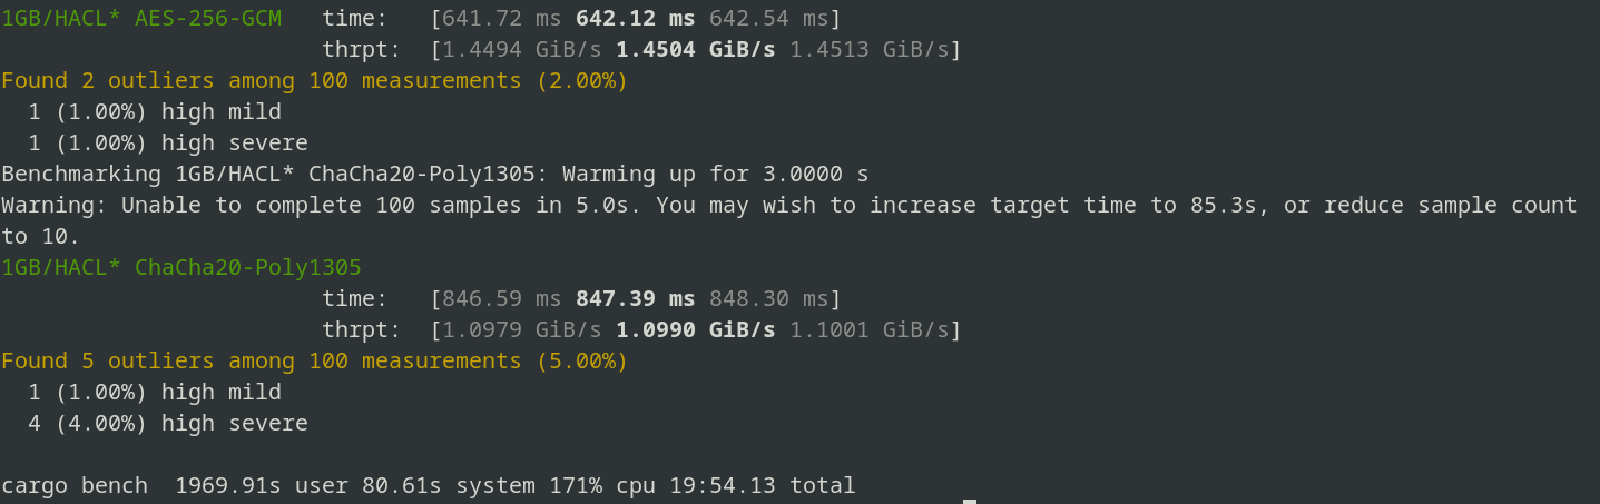 1GB/HACL* AES-256-GCM   time:   [641.72 ms 642.12 ms 642.54 ms]
                        thrpt:  [1.4494 GiB/s 1.4504 GiB/s 1.4513 GiB/s]
Found 2 outliers among 100 measurements (2.00%)
  1 (1.00%) high mild
  1 (1.00%) high severe
Benchmarking 1GB/HACL* ChaCha20-Poly1305: Warming up for 3.0000 s
Warning: Unable to complete 100 samples in 5.0s. You may wish to increase target time to 85.3s, or reduce sample count
to 10.
1GB/HACL* ChaCha20-Poly1305
                        time:   [846.59 ms 847.39 ms 848.30 ms]
                        thrpt:  [1.0979 GiB/s 1.0990 GiB/s 1.1001 GiB/s]
Found 5 outliers among 100 measurements (5.00%)
  1 (1.00%) high mild
  4 (4.00%) high severe

cargo bench  1969.91s user 80.61s system 171% cpu 19:54.13 total